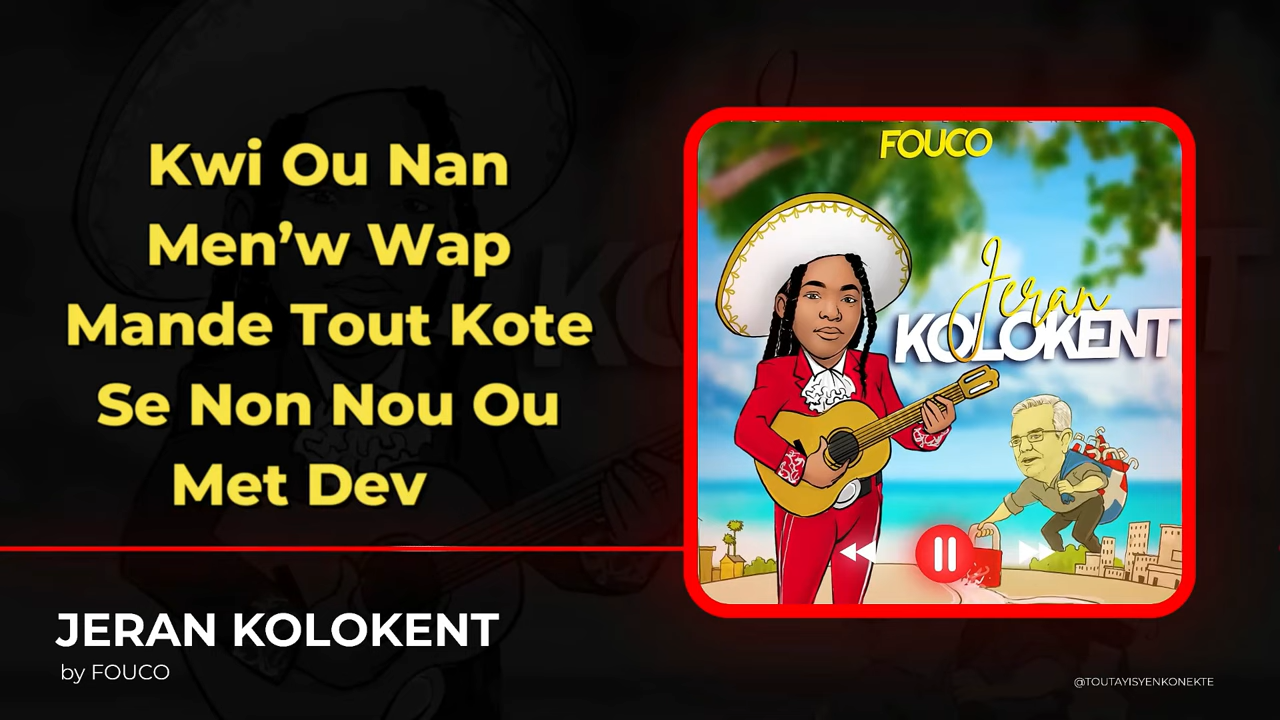 Kwi Ou Nan
Men’w Wap
Mande Tout Kote
Se Non Nou Ou
Met Dev
FOUCO
Jeran
KOLOKENT
JERAN KOLOKENT
by FOUCO
@TOUTAYISYENKONEKTE